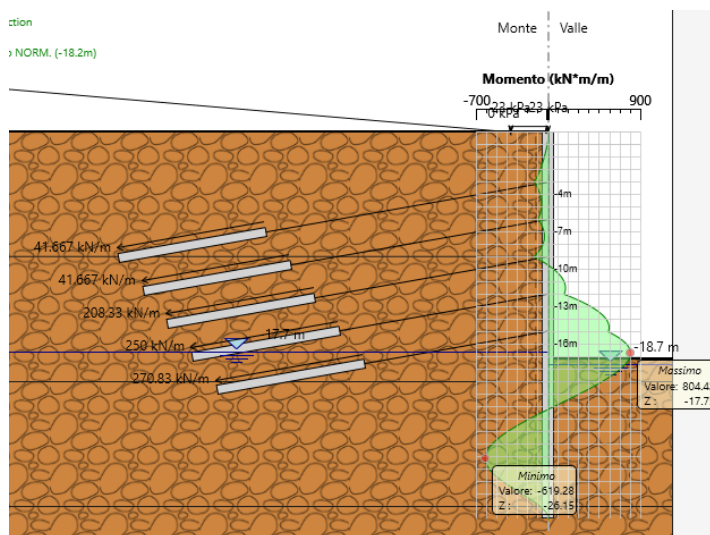 ction
NORM. (-18.2m)
Monte
Valle
Momento (kN*m/m)
-700
900
-23 kPa
23 kPa
0 kPa
-4m
-7m
-10m
-13m
-16m
41.667 kN/m
41.667 kN/m
208.33 kN/m
250 kN/m
17.7 m
270.83 kN/m
-18.7 m
Massimo
Valore: 804.4
Z : -17.7
Minimo
Valore: -619.28
Z : -26.15